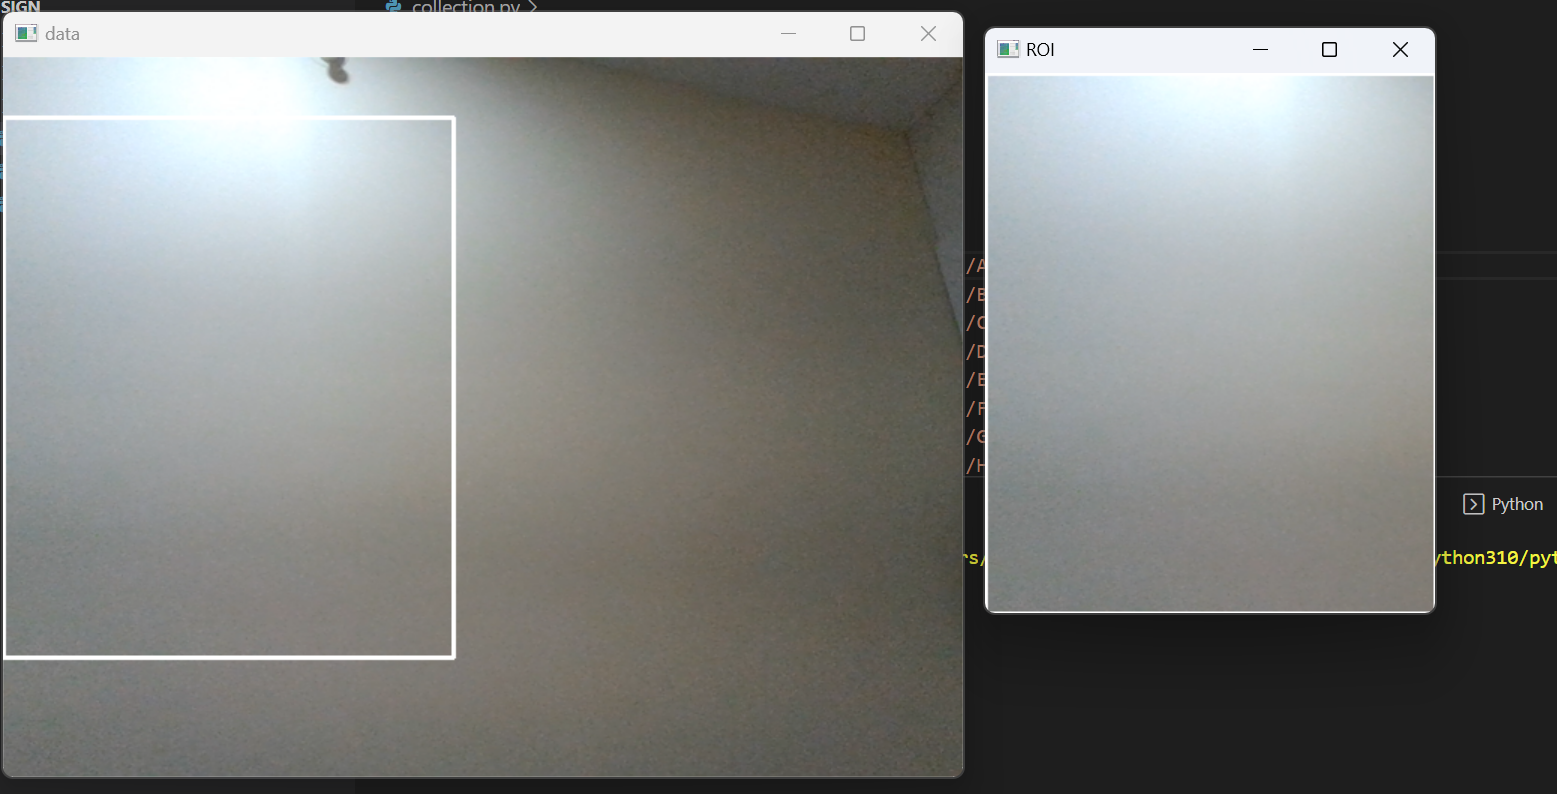 SIGN
collection.py
data
ROI
/A
/B
/C
/D
/E
/F
/G
/H
Python
rs/
ython310/pyt